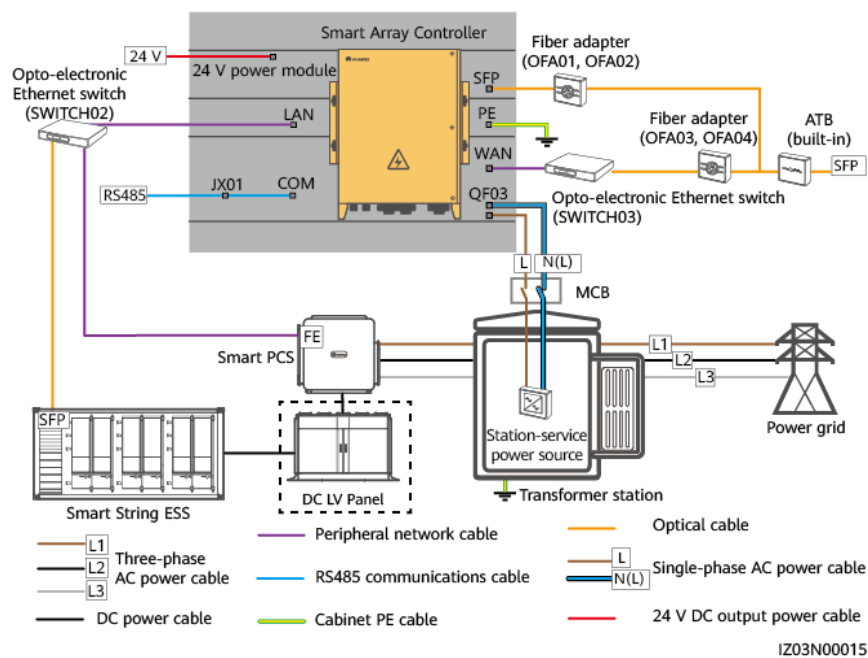 Smart Array Controller
24 V
24 V power module
Fiber adapter
(OFA01, OFA02)
Opto-electronic
Ethernet switch
(SWITCH02)
SFP
LAN
PE
Fiber adapter
(OFA03, OFA04)
ATB
(built-in)
SFP
WAN
RS485
JX01
COM
QF03
Opto-electronic Ethernet switch
(SWITCH03)
L
N(L)
MCB
FE
Smart PCS
L1
L2
L3
SFP
Station-service
power source
Power grid
DC LV Panel
Transformer station
Smart String ESS
L1
L2
L3
Three-phase
AC power cable
DC power cable
Peripheral network cable
RS485 communications cable
Cabinet PE cable
Optical cable
L
N(L)
Single-phase AC power cable
24 V DC output power cable
IZ03N00015